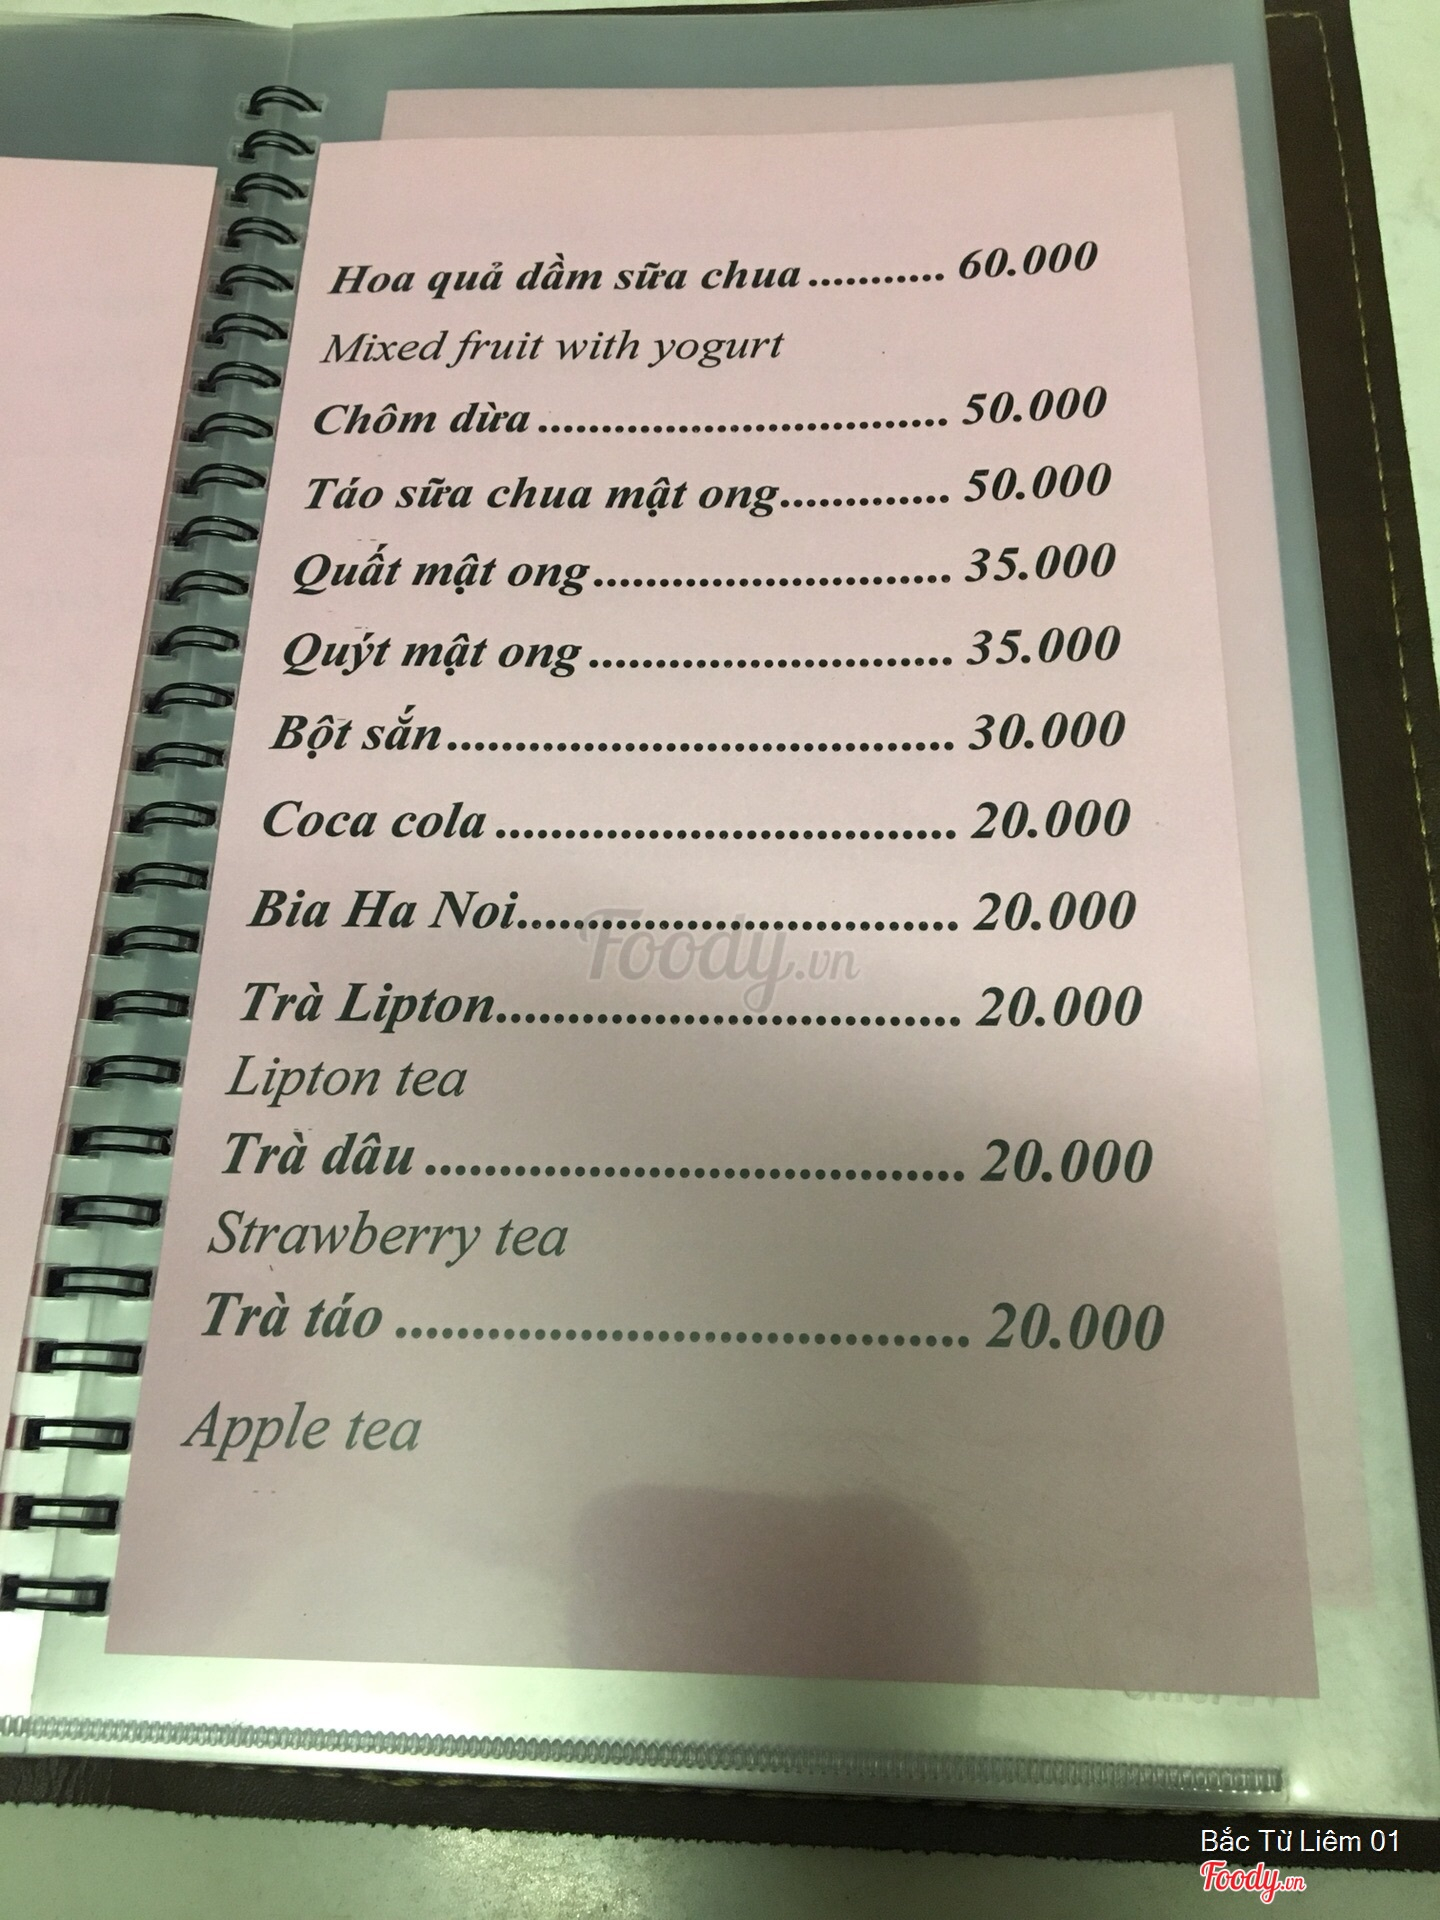 Hoa quả dầm sữa chua ........... 60.000
Mixed fruit with yogurt
Chôm dừa ................................ 50.000
Táo sữa chua mật ong............. 50.000
Quất mật ong........................... 35.000
Quýt mật ong ........................... 35.000
Bột sắn...................................... 30.000
Coca cola .................................. 20.000
Bia Ha Noi................................ 20.000
Trà Lipton................................. 20.000
Lipton tea
Trà dâu ..................................... 20.000
Strawberry tea
Trà táo ...................................... 20.000
Apple tea
Foody.vn
Bắc Từ Liêm 01
Foody.vn